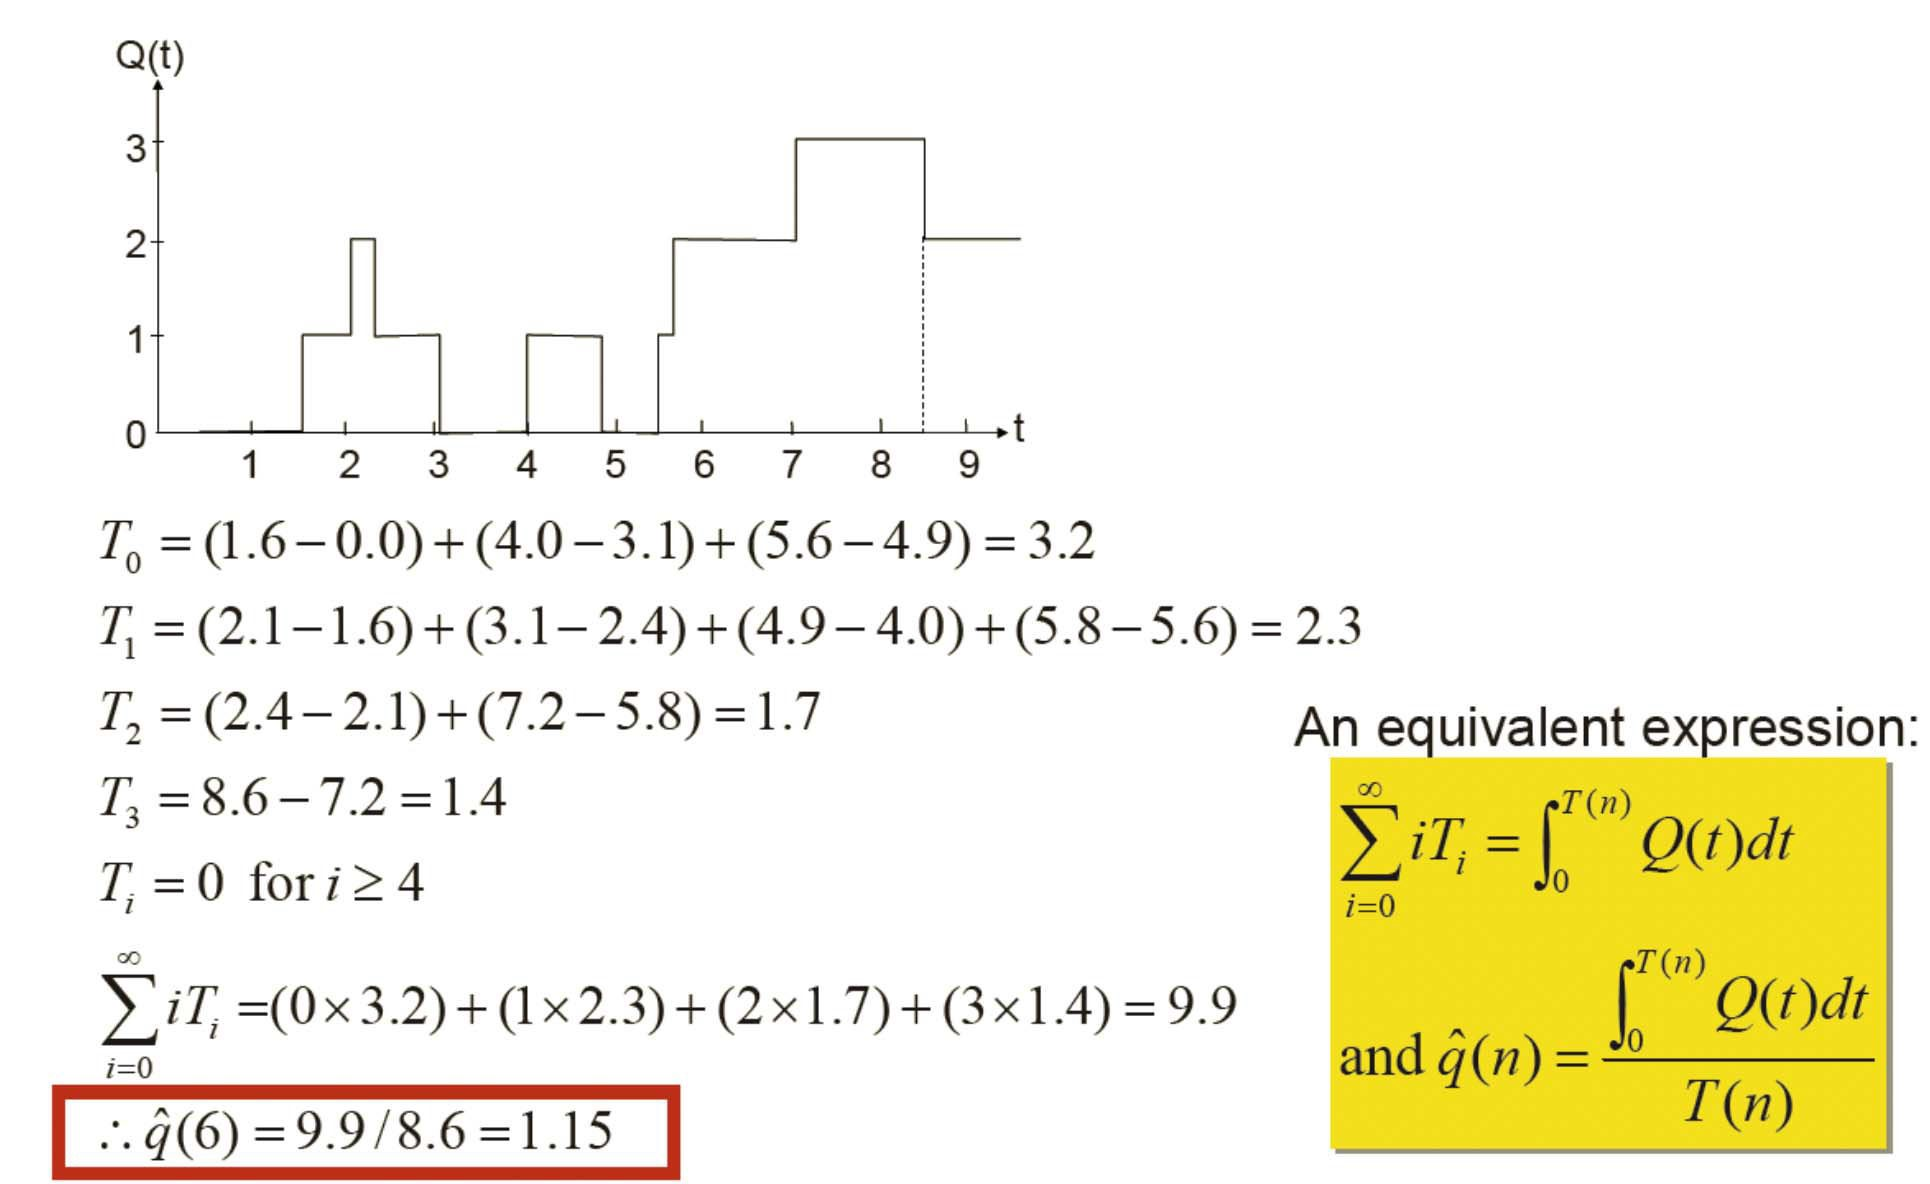 Q(t)
3
2
1
0
t
1 2 3 4 5 6 7 8 9
T₀ = (1.6 − 0.0) + (4.0 − 3.1) + (5.6 − 4.9) = 3.2
T₁ = (2.1 − 1.6) + (3.1 − 2.4) + (4.9 − 4.0) + (5.8 − 5.6) = 2.3
T₂ = (2.4 − 2.1) + (7.2 − 5.8) = 1.7
T₃ = 8.6 − 7.2 = 1.4
Tᵢ = 0 for i ≥ 4
∑_{i=0}^{∞} iTᵢ =(0×3.2) + (1×2.3) + (2×1.7) + (3×1.4) = 9.9
∴ q̂(6) = 9.9 / 8.6 = 1.15
An equivalent expression:
∑_{i=0}^{∞} iTᵢ = ∫₀^{T(n)} Q(t)dt
and q̂(n) = ∫₀^{T(n)} Q(t)dt / T(n)